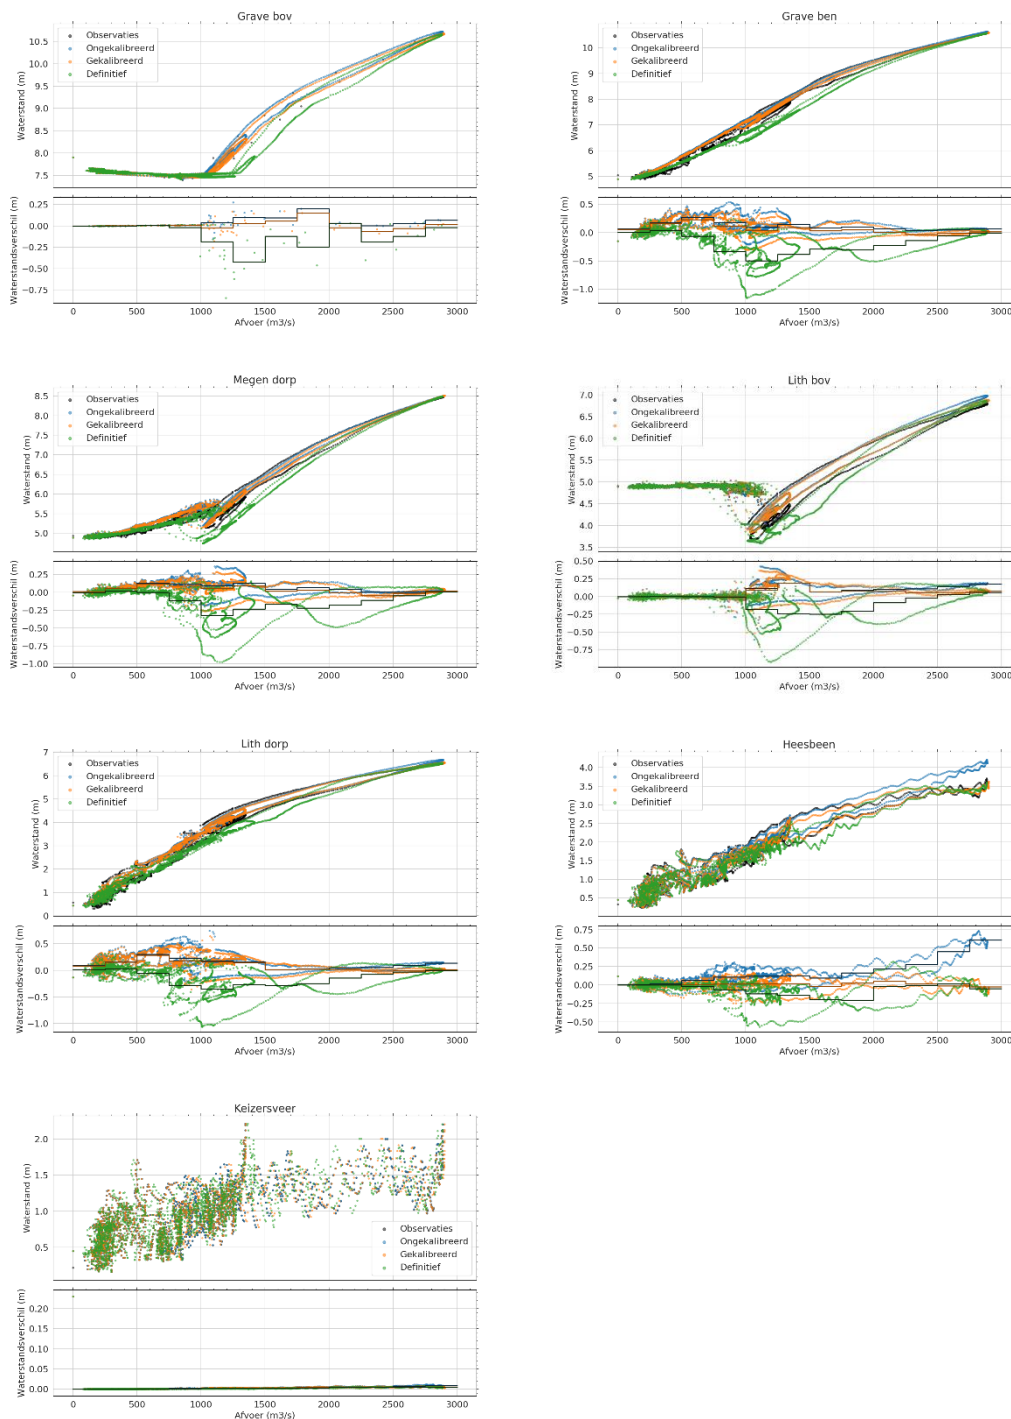 Grave bov
Observaties
Ongekalibreerd
Gekalibreerd
Definitief
Waterstand (m)
10.5
10.0
9.5
9.0
8.5
8.0
7.5
Waterstandsverschil (m)
0.25
0.00
−0.25
−0.50
−0.75
0 500 1000 1500 2000 2500 3000
Afvoer (m3/s)
Grave ben
Observaties
Ongekalibreerd
Gekalibreerd
Definitief
Waterstand (m)
10
9
8
7
6
5
Waterstandsverschil (m)
0.5
0.0
−0.5
−1.0
0 500 1000 1500 2000 2500 3000
Afvoer (m3/s)
Megen dorp
Observaties
Ongekalibreerd
Gekalibreerd
Definitief
Waterstand (m)
8.5
8.0
7.5
7.0
6.5
6.0
5.5
5.0
Waterstandsverschil (m)
0.25
0.00
−0.25
−0.50
−0.75
−1.00
0 500 1000 1500 2000 2500 3000
Afvoer (m3/s)
Lith bov
Observaties
Ongekalibreerd
Gekalibreerd
Definitief
Waterstand (m)
7.0
6.5
6.0
5.5
5.0
4.5
4.0
3.5
Waterstandsverschil (m)
0.50
0.25
0.00
−0.25
−0.50
−0.75
0 500 1000 1500 2000 2500 3000
Afvoer (m3/s)
Lith dorp
Observaties
Ongekalibreerd
Gekalibreerd
Definitief
Waterstand (m)
7
6
5
4
3
2
1
0
Waterstandsverschil (m)
0.5
0.0
−0.5
−1.0
0 500 1000 1500 2000 2500 3000
Afvoer (m3/s)
Heesbeen
Observaties
Ongekalibreerd
Gekalibreerd
Definitief
Waterstand (m)
4.0
3.5
3.0
2.5
2.0
1.5
1.0
0.5
Waterstandsverschil (m)
0.75
0.50
0.25
0.00
−0.25
−0.50
0 500 1000 1500 2000 2500 3000
Afvoer (m3/s)
Keizersveer
Waterstand (m)
2.0
1.5
1.0
0.5
Observaties
Ongekalibreerd
Gekalibreerd
Definitief
Waterstandsverschil (m)
0.20
0.15
0.10
0.05
0.00
0 500 1000 1500 2000 2500 3000
Afvoer (m3/s)